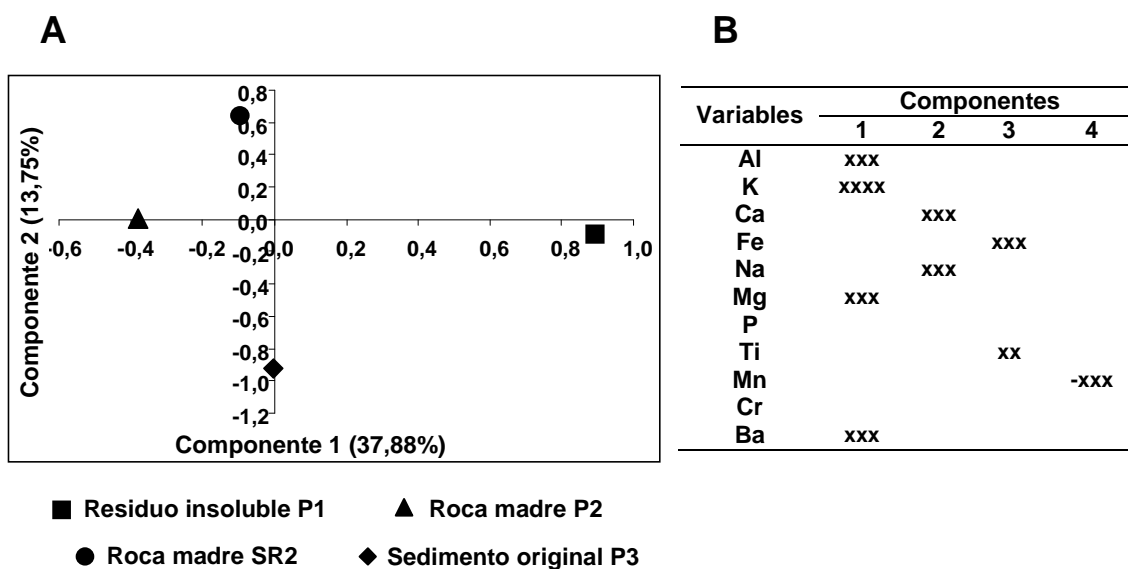 A
B
0,8
0,6
0,4
0,2
0,0
-0,2
-0,4
-0,6
-0,8
-1,0
-1,2
-0,6 -0,4 -0,2 -0,0 0,2 0,4 0,6 0,8 1,0
Componente 2 (13,75%)
Componente 1 (37,88%)
Residuo insoluble P1
Roca madre P2
Roca madre SR2
Sedimento original P3
Variables Componentes
1 2 3 4
Al xxx
K xxxx
Ca xxx
Fe xxx
Na xxx
Mg xxx
P
Ti xx
Mn -xxx
Cr
Ba xxx